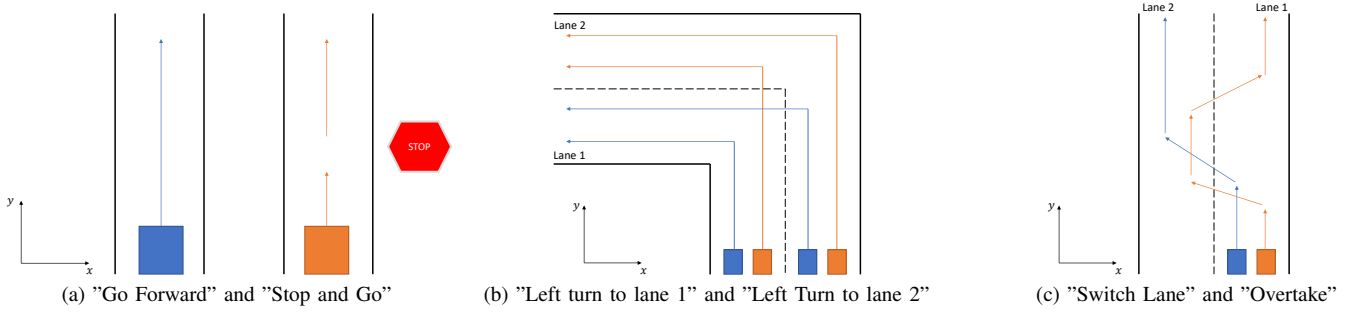 STOP
y
x
(a) ”Go Forward” and ”Stop and Go”
Lane 2
Lane 1
y
x
(b) ”Left turn to lane 1” and ”Left Turn to lane 2”
Lane 2
Lane 1
y
x
(c) ”Switch Lane” and ”Overtake”